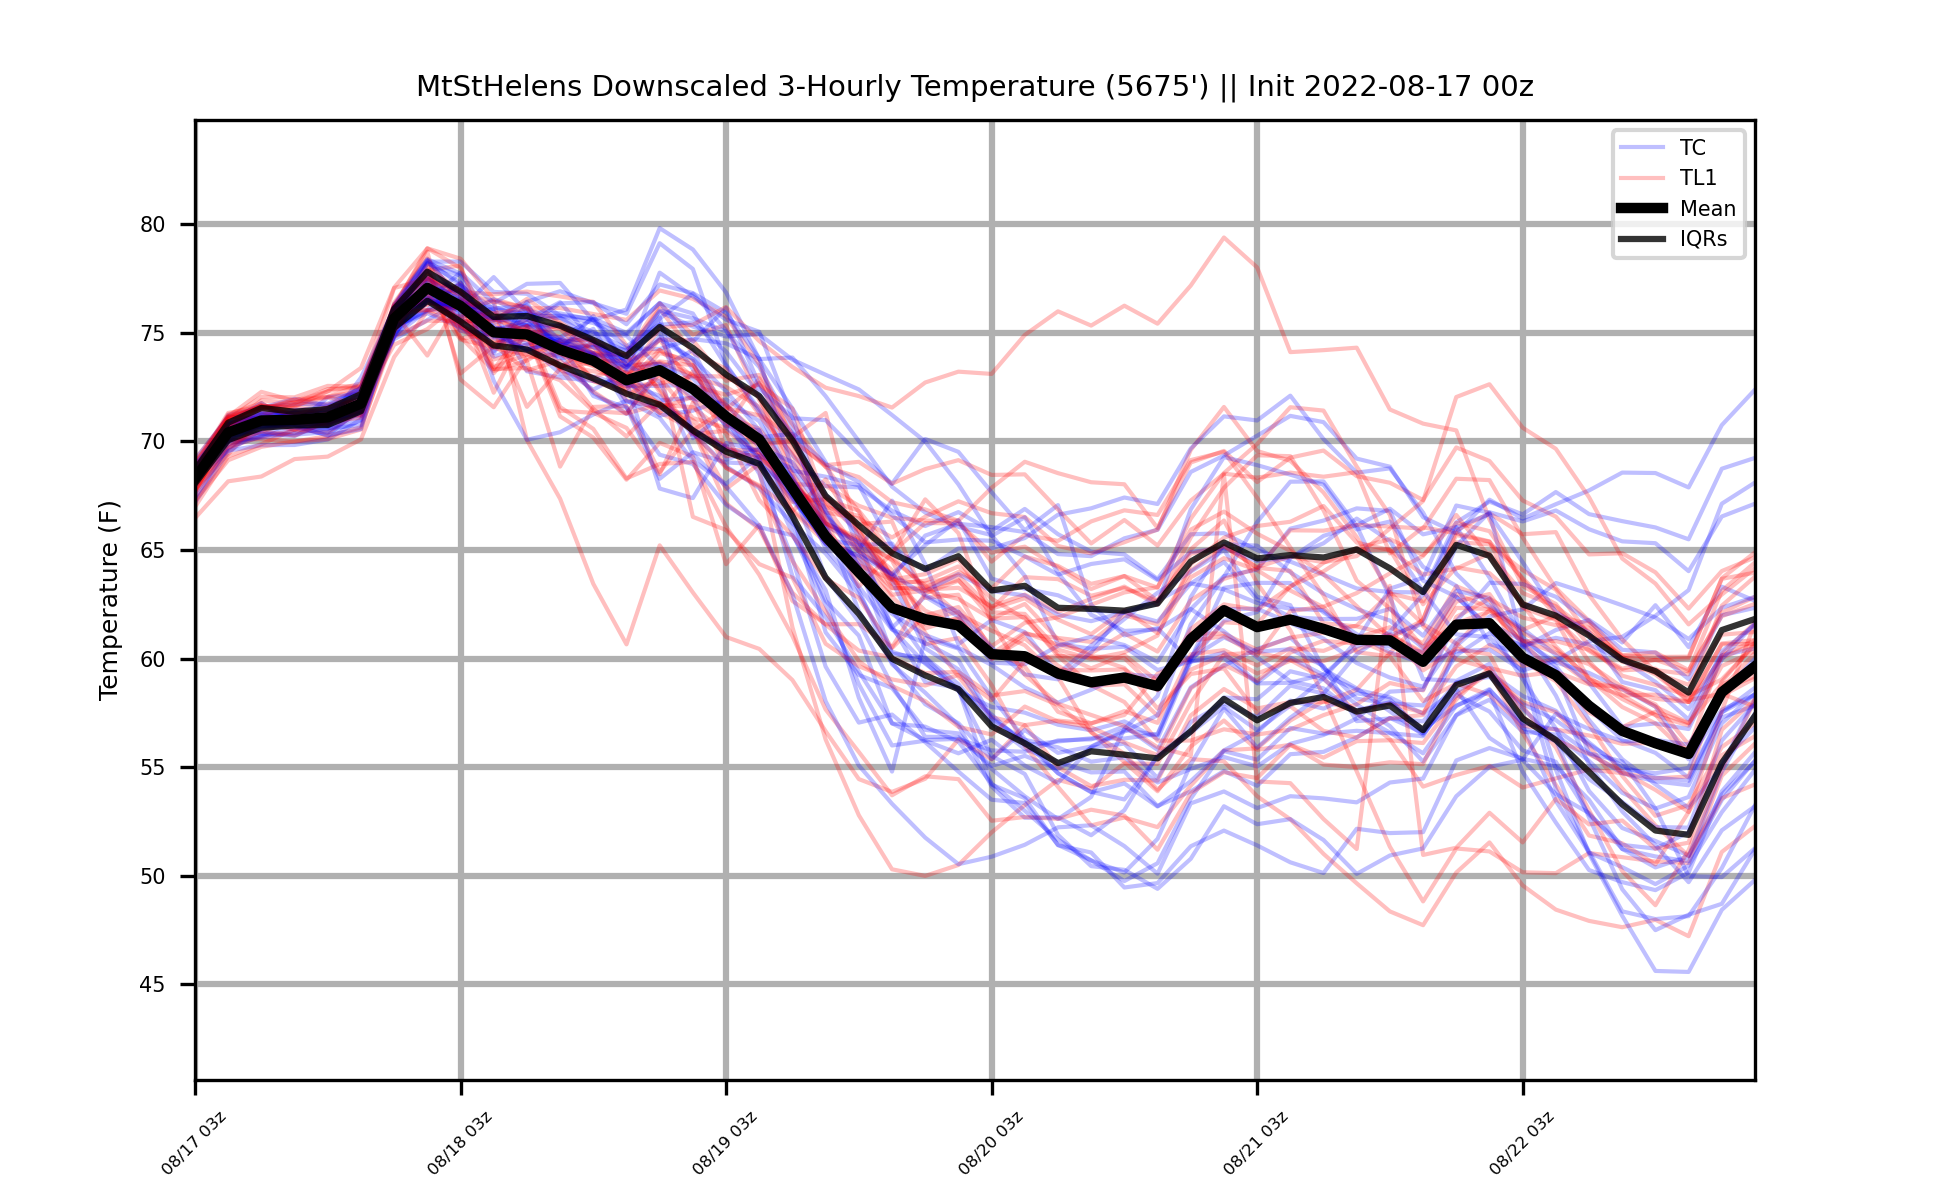 MtStHelens Downscaled 3-Hourly Temperature (5675') || Init 2022-08-17 00z
TC
TL1
Mean
IQRs
Temperature (F)
80
75
70
65
60
55
50
45
08/17 03z
08/18 03z
08/19 03z
08/20 03z
08/21 03z
08/22 03z